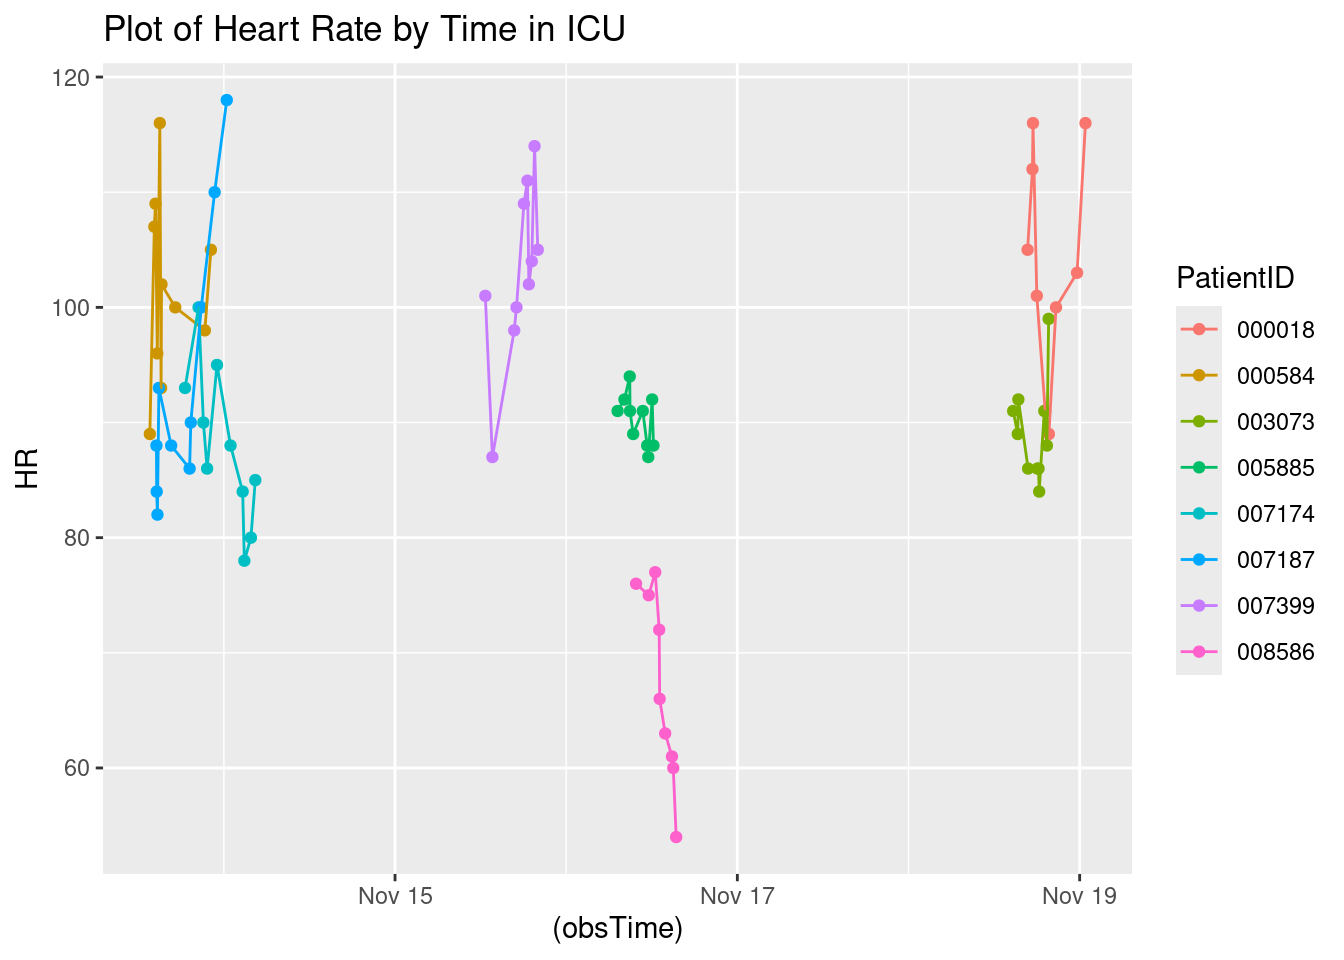 Plot of Heart Rate by Time in ICU
120
100
80
60
HR
Nov 15
Nov 17
Nov 19
(obsTime)
PatientID
000018
000584
003073
005885
007174
007187
007399
008586